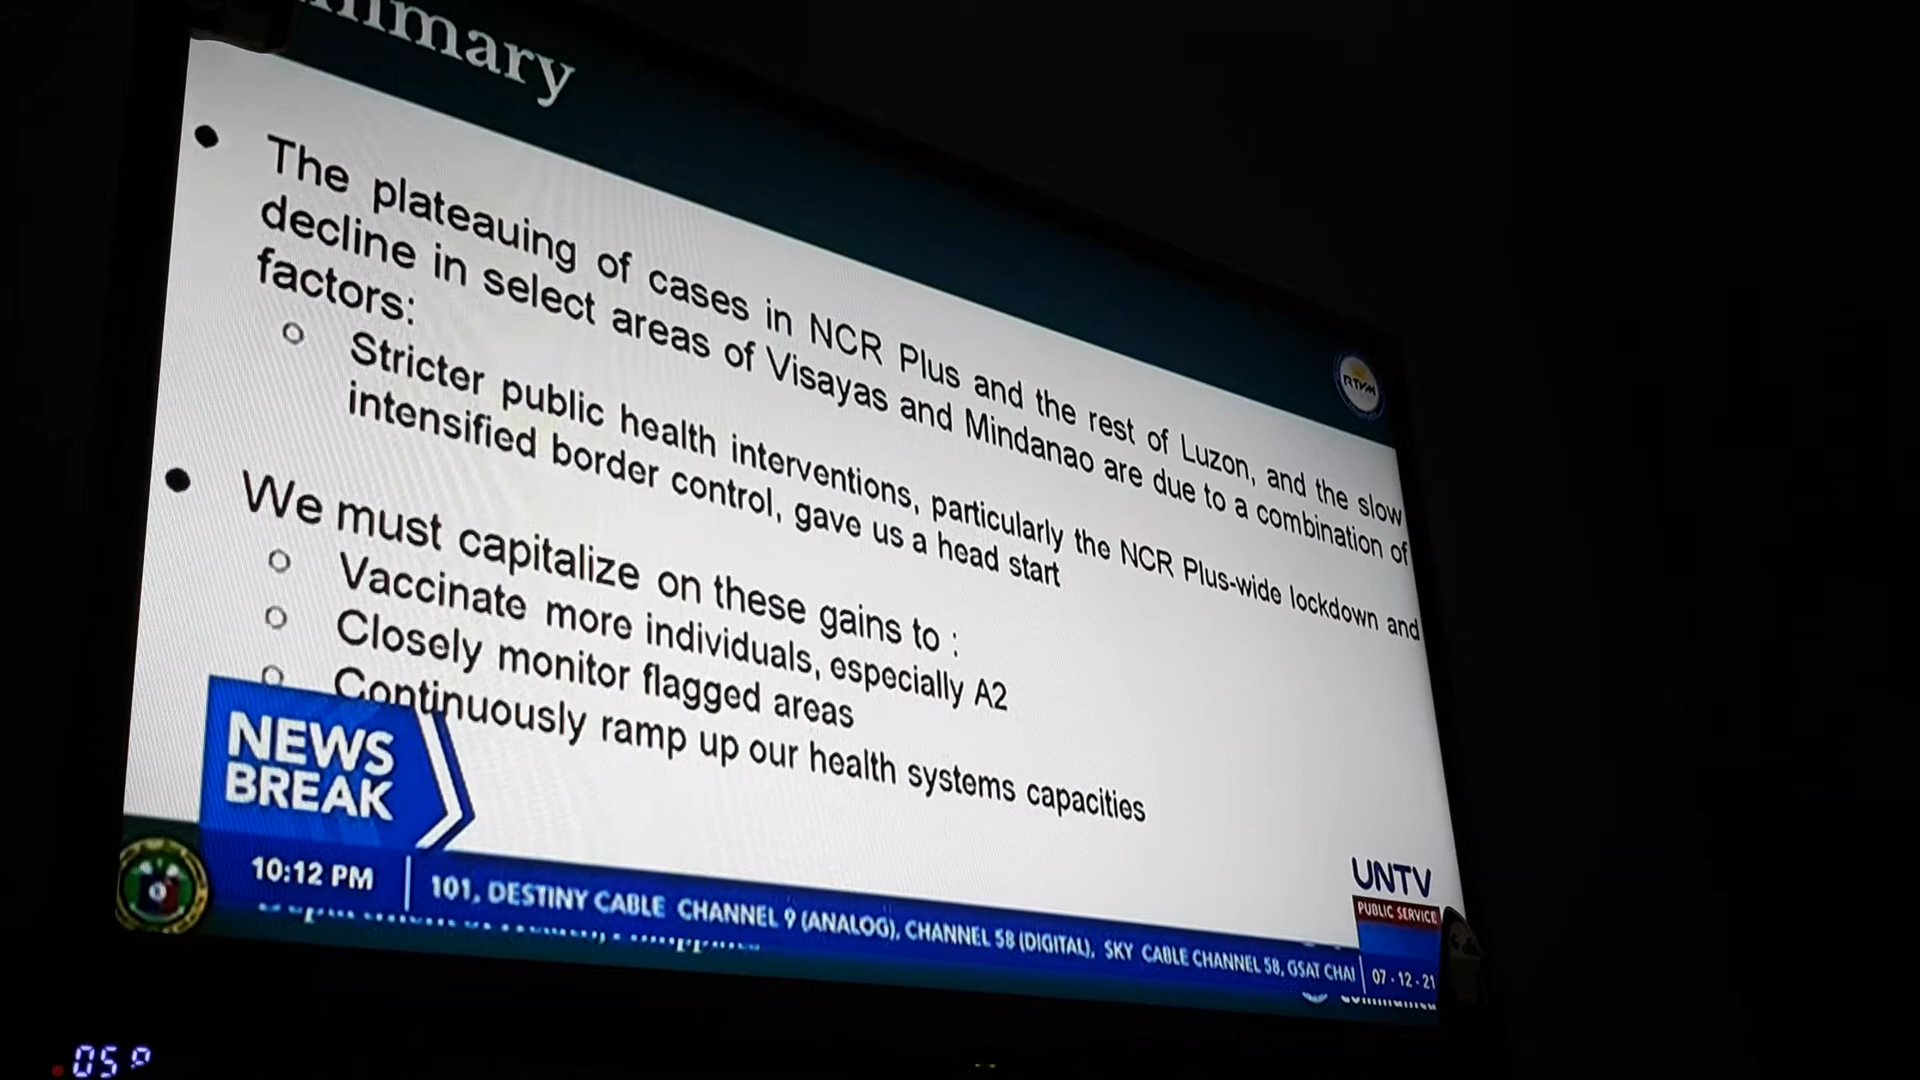 The plateauing of cases in NCR Plus and the rest of Luzon, and the slow
decline in select areas of Visayas and Mindanao are due to a combination of
factors:
Stricter public health interventions, particularly the NCR Plus-wide lockdown and
intensified border control, gave us a head start
We must capitalize on these gains to :
Vaccinate more individuals, especially A2
Closely monitor flagged areas
Continuously ramp up our health systems capacities
RTVM
NEWS
BREAK
UNTV
PUBLIC SERVICE
10:12 PM
101, DESTINY CABLE CHANNEL 9 (ANALOG), CHANNEL 58 (DIGITAL), SKY CABLE CHANNEL 58, GSAT CHA
07-12-21
05